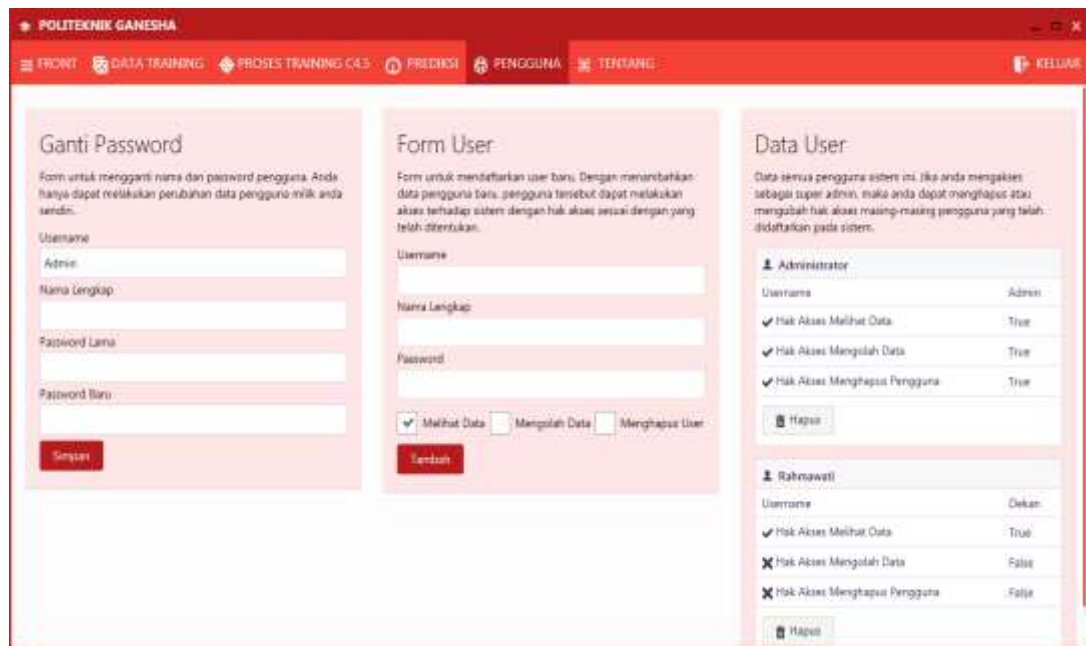 POLITEKNIK GANESHA
FRONT DATA TRAINING PROSES TRAINING C4.5 PREDIKSI PENGGUNA TENTANG KELUAR
Ganti Password
Form untuk mengganti nama dan password pengguna. Anda
hanya dapat melakukan perubahan data pengguna milik anda
sendiri.
Username
Admin
Nama Lengkap
Password Lama
Password Baru
Simpan
Form User
Form untuk mendaftarkan user baru. Dengan menambahkan
data pengguna baru, pengguna tersebut dapat melakukan
akses terhadap sistem dengan hak akses sesuai dengan yang
telah ditentukan.
Username
Nama Lengkap
Password
Melihat Data Mengolah Data Menghapus User
Tambah
Data User
Data semua pengguna sistem ini. Jika anda mengakses
sebagai super admin, maka anda dapat menghapus atau
mengubah hak akses masing-masing pengguna yang telah
didaftarkan pada sistem.
Administrator
Username Admin
Hak Akses Melihat Data True
Hak Akses Mengolah Data True
Hak Akses Menghapus Pengguna True
Hapus
Rahmawati
Username Dekan
Hak Akses Melihat Data True
Hak Akses Mengolah Data False
Hak Akses Menghapus Pengguna False
Hapus